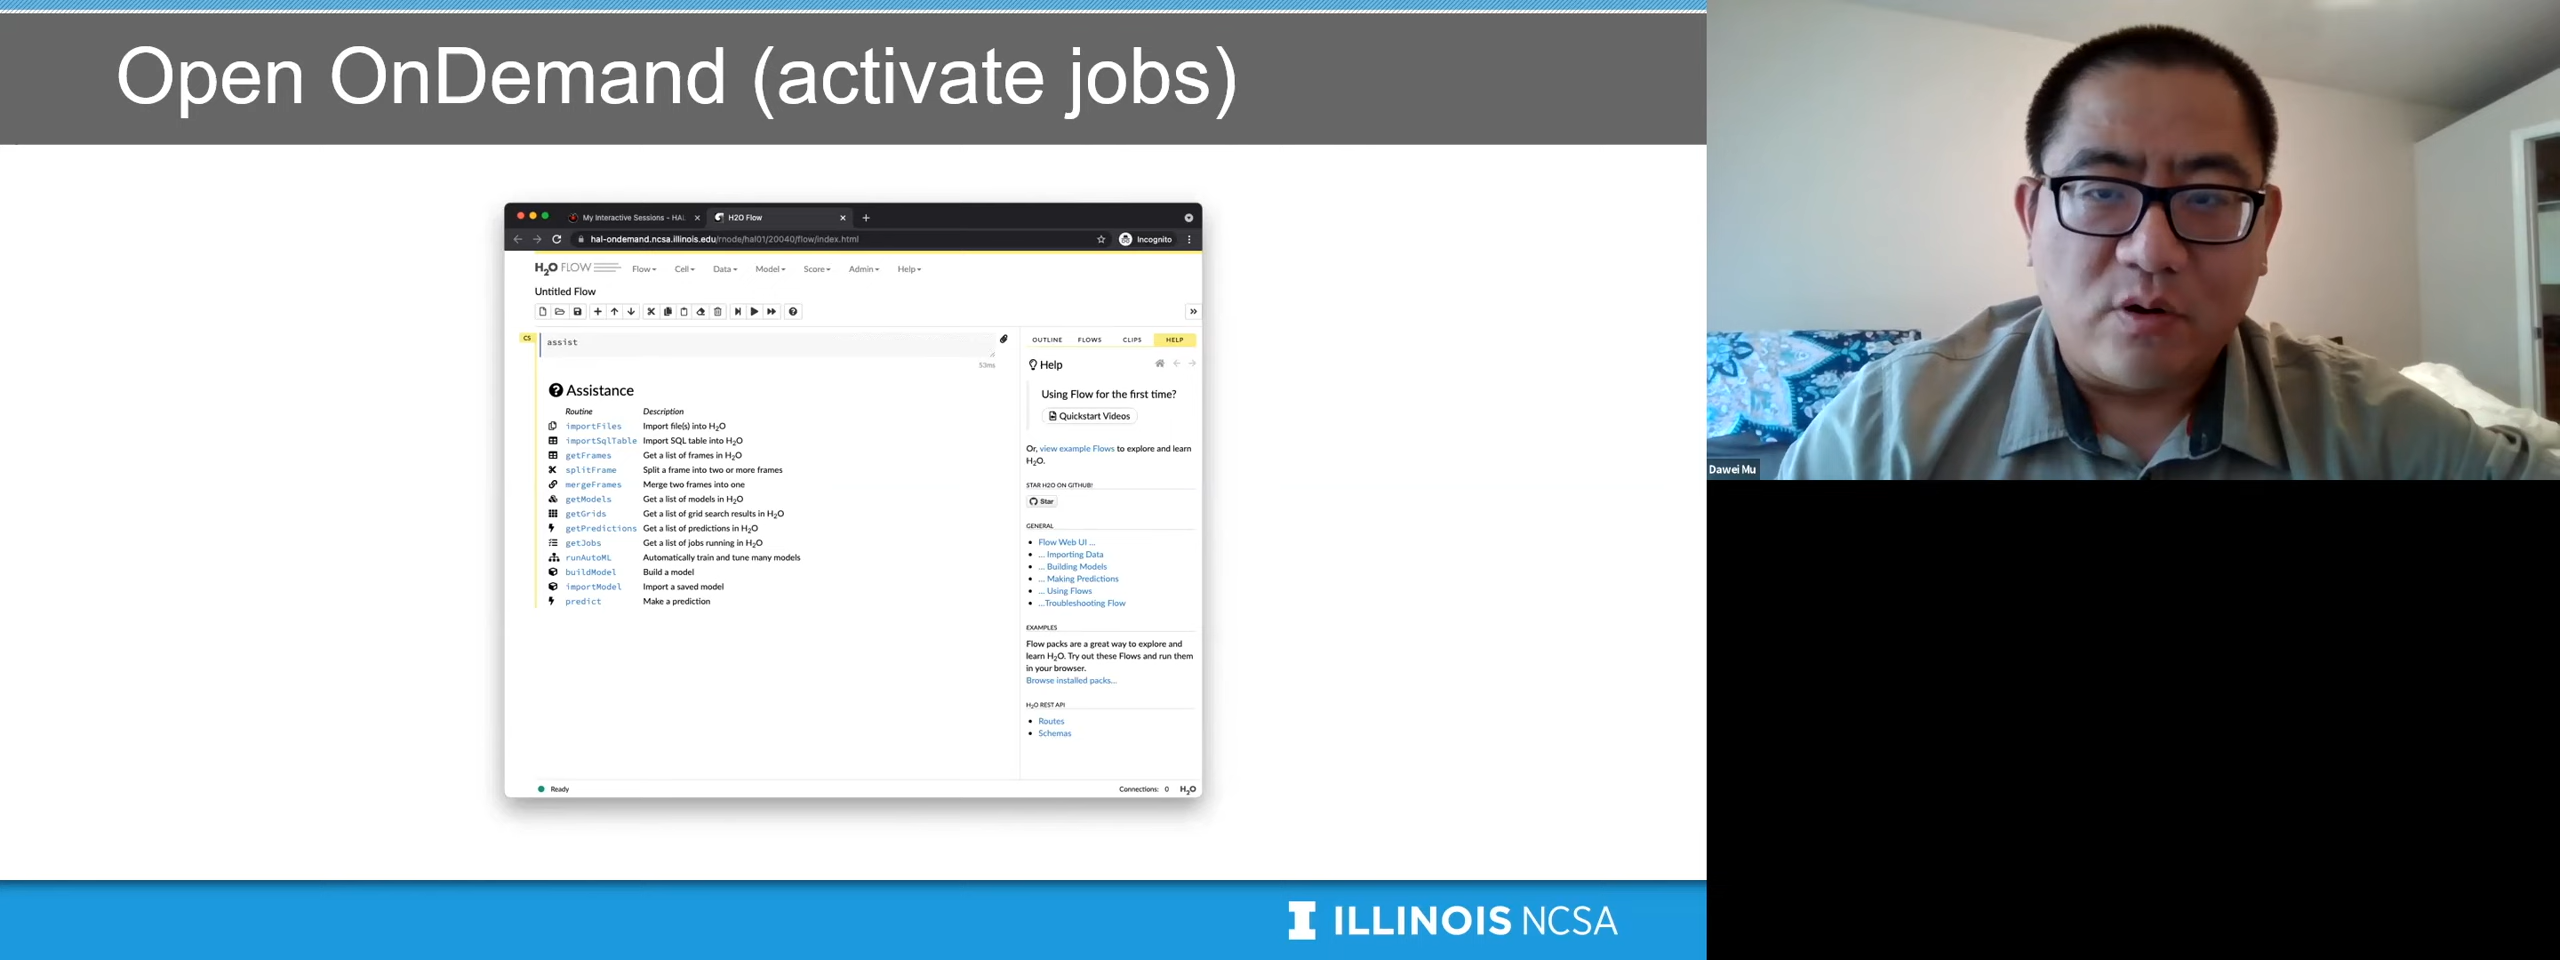 Open OnDemand (activate jobs)
My Interactive Sessions - HAL
H2O Flow
hal-ondemand.ncsa.illinois.edu/rnode/hal01/20040/flow/index.html
Incognito
H2O FLOW
Flow Cell Data Model Score Admin Help
Untitled Flow
CS
assist
53ms
Assistance
Routine Description
importFiles Import file(s) into H2O
importSqlTable Import SQL table into H2O
getFrames Get a list of frames in H2O
splitFrame Split a frame into two or more frames
mergeFrames Merge two frames into one
getModels Get a list of models in H2O
getGrids Get a list of grid search results in H2O
getPredictions Get a list of predictions in H2O
getJobs Get a list of jobs running in H2O
runAutoML Automatically train and tune many models
buildModel Build a model
importModel Import a saved model
predict Make a prediction
OUTLINE FLOWS CLIPS HELP
Help
Using Flow for the first time?
Quickstart Videos
Or, view example Flows to explore and learn
H2O.
STAR H2O ON GITHUB!
Star
GENERAL
Flow Web UI ...
... Importing Data
... Building Models
... Making Predictions
... Using Flows
...Troubleshooting Flow
EXAMPLES
Flow packs are a great way to explore and
learn H2O. Try out these Flows and run them
in your browser.
Browse installed packs...
H2O REST API
Routes
Schemas
Ready
Connections: 0 H2O
ILLINOIS NCSA
Dawei Mu